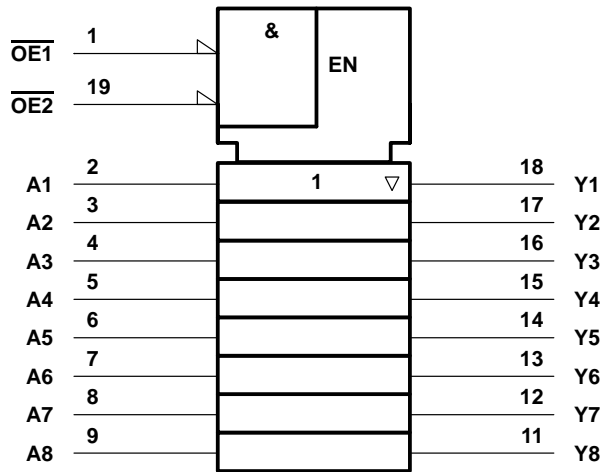 &
1
OE1
EN
19
OE2
2 18
A1 1 ▽ Y1
3 17
A2 Y2
4 16
A3 Y3
5 15
A4 Y4
6 14
A5 Y5
7 13
A6 Y6
8 12
A7 Y7
9 11
A8 Y8